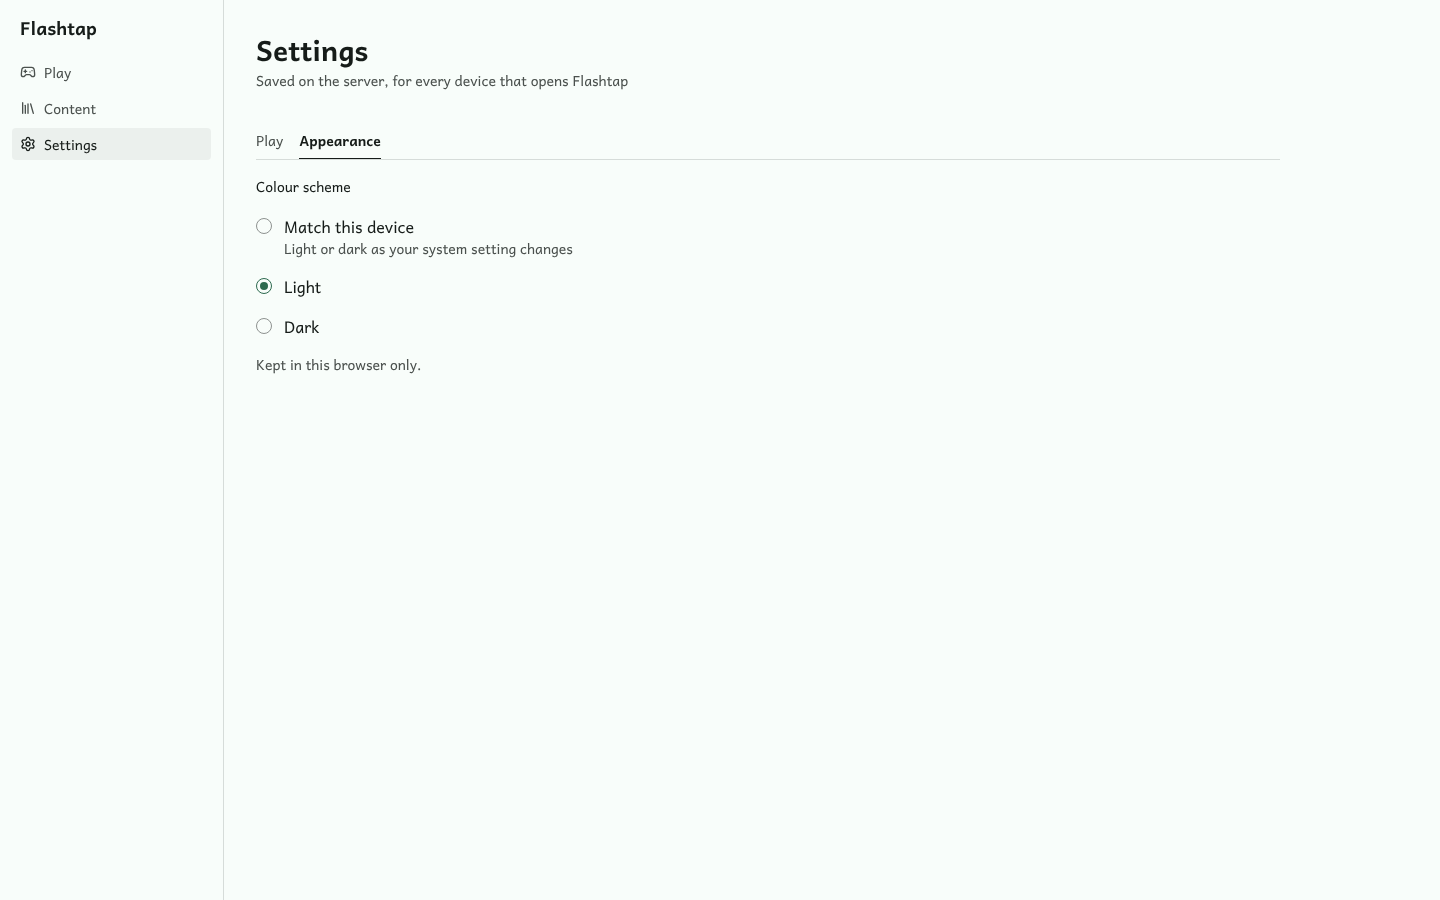 Flashtap
Play
Content
Settings
Settings
Saved on the server, for every device that opens Flashtap
Play
Appearance
Colour scheme
Match this device
Light or dark as your system setting changes
Light
Dark
Kept in this browser only.